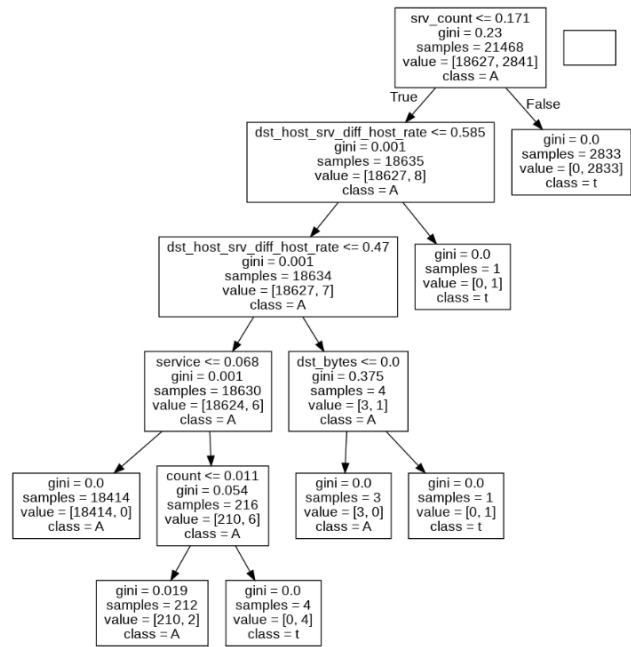 srv_count <= 0.171
gini = 0.23
samples = 21468
value = [18627, 2841]
class = A
True
False
dst_host_srv_diff_host_rate <= 0.585
gini = 0.001
samples = 18635
value = [18627, 8]
class = A
gini = 0.0
samples = 2833
value = [0, 2833]
class = t
dst_host_srv_diff_host_rate <= 0.47
gini = 0.001
samples = 18634
value = [18627, 7]
class = A
gini = 0.0
samples = 1
value = [0, 1]
class = t
service <= 0.068
gini = 0.001
samples = 18630
value = [18624, 6]
class = A
dst_bytes <= 0.0
gini = 0.375
samples = 4
value = [3, 1]
class = A
gini = 0.0
samples = 18414
value = [18414, 0]
class = A
count <= 0.011
gini = 0.054
samples = 216
value = [210, 6]
class = A
gini = 0.0
samples = 3
value = [3, 0]
class = A
gini = 0.0
samples = 1
value = [0, 1]
class = t
gini = 0.019
samples = 212
value = [210, 2]
class = A
gini = 0.0
samples = 4
value = [0, 4]
class = t